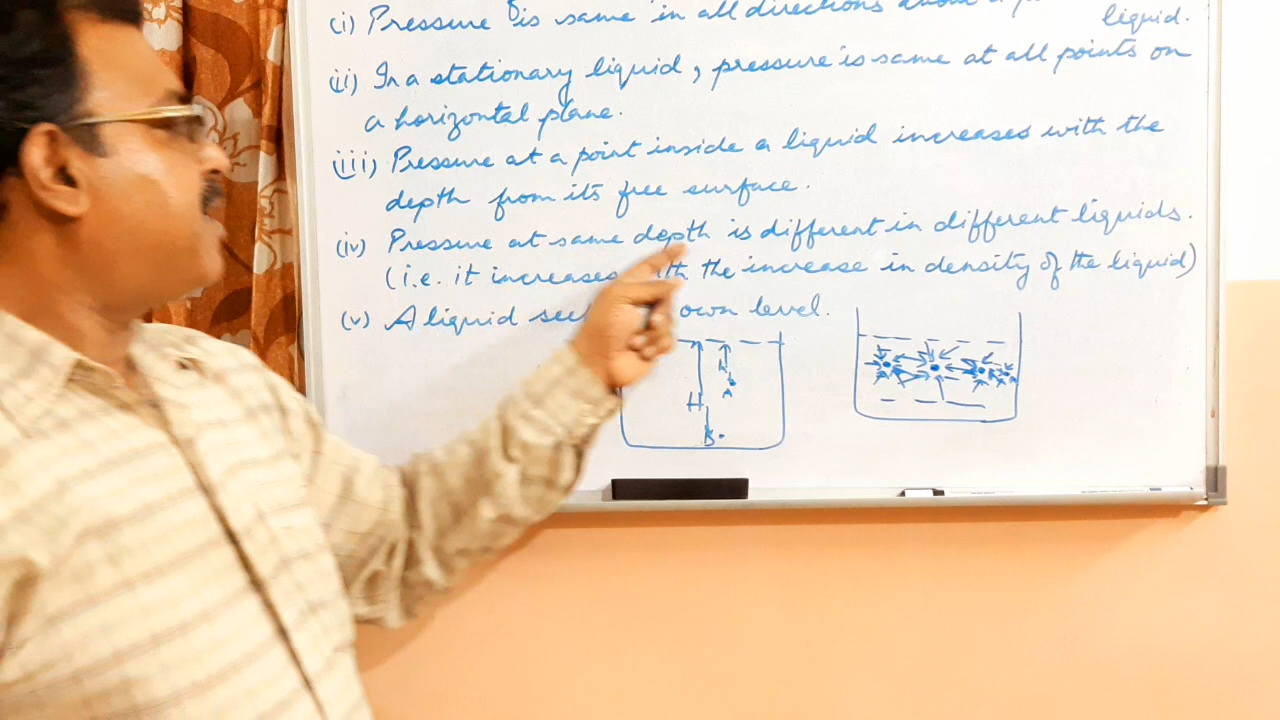 (i) Pressure is same in all directions about a
liquid.
(ii) In a stationary liquid, pressure is same at all points on
a horizontal plane.
(iii) Pressure at a point inside a liquid increases with the
depth from its free surface.
(iv) Pressure at same depth is different in different liquids.
(i.e. it increases the increase in density of the liquid)
(v) A liquid own level.
h
A
H
B